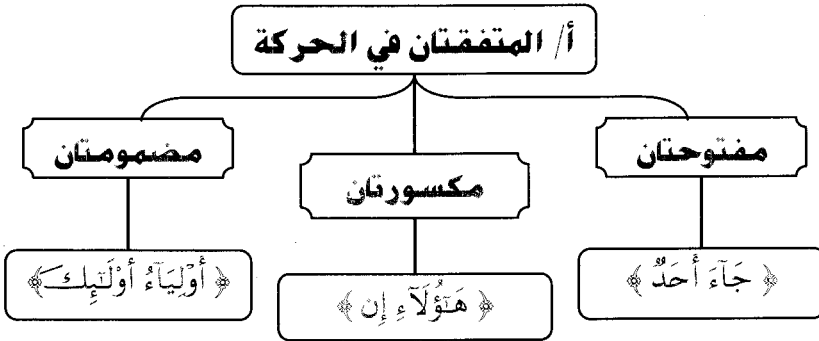 أ/ المتفقتان في الحركة
مفتوحتان
مكسورتان
مضمومتان
﴿ جَآءَ أَحَدٌ ﴾
﴿ هَـٰٓؤُلَآءِ إِن ﴾
﴿ أَوْلِيَآءُ أُوْلَـٰٓئِكَ ﴾